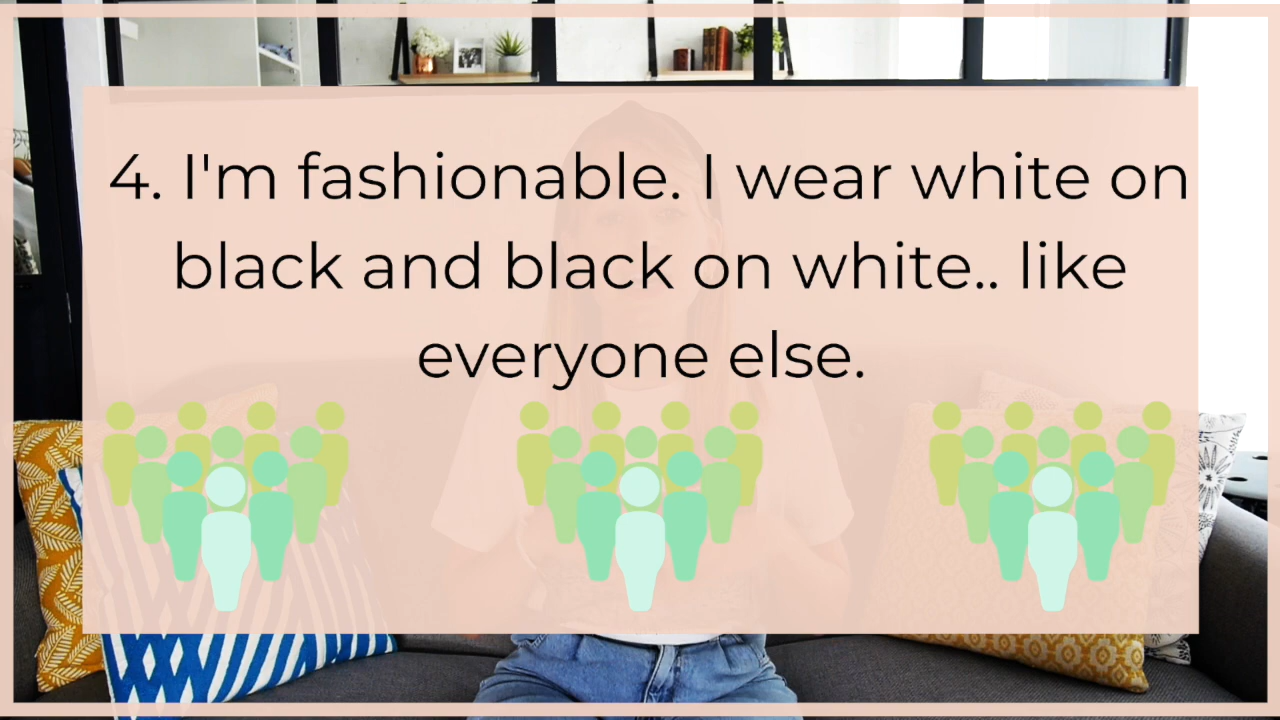 4. I'm fashionable. I wear white on
black and black on white.. like
everyone else.